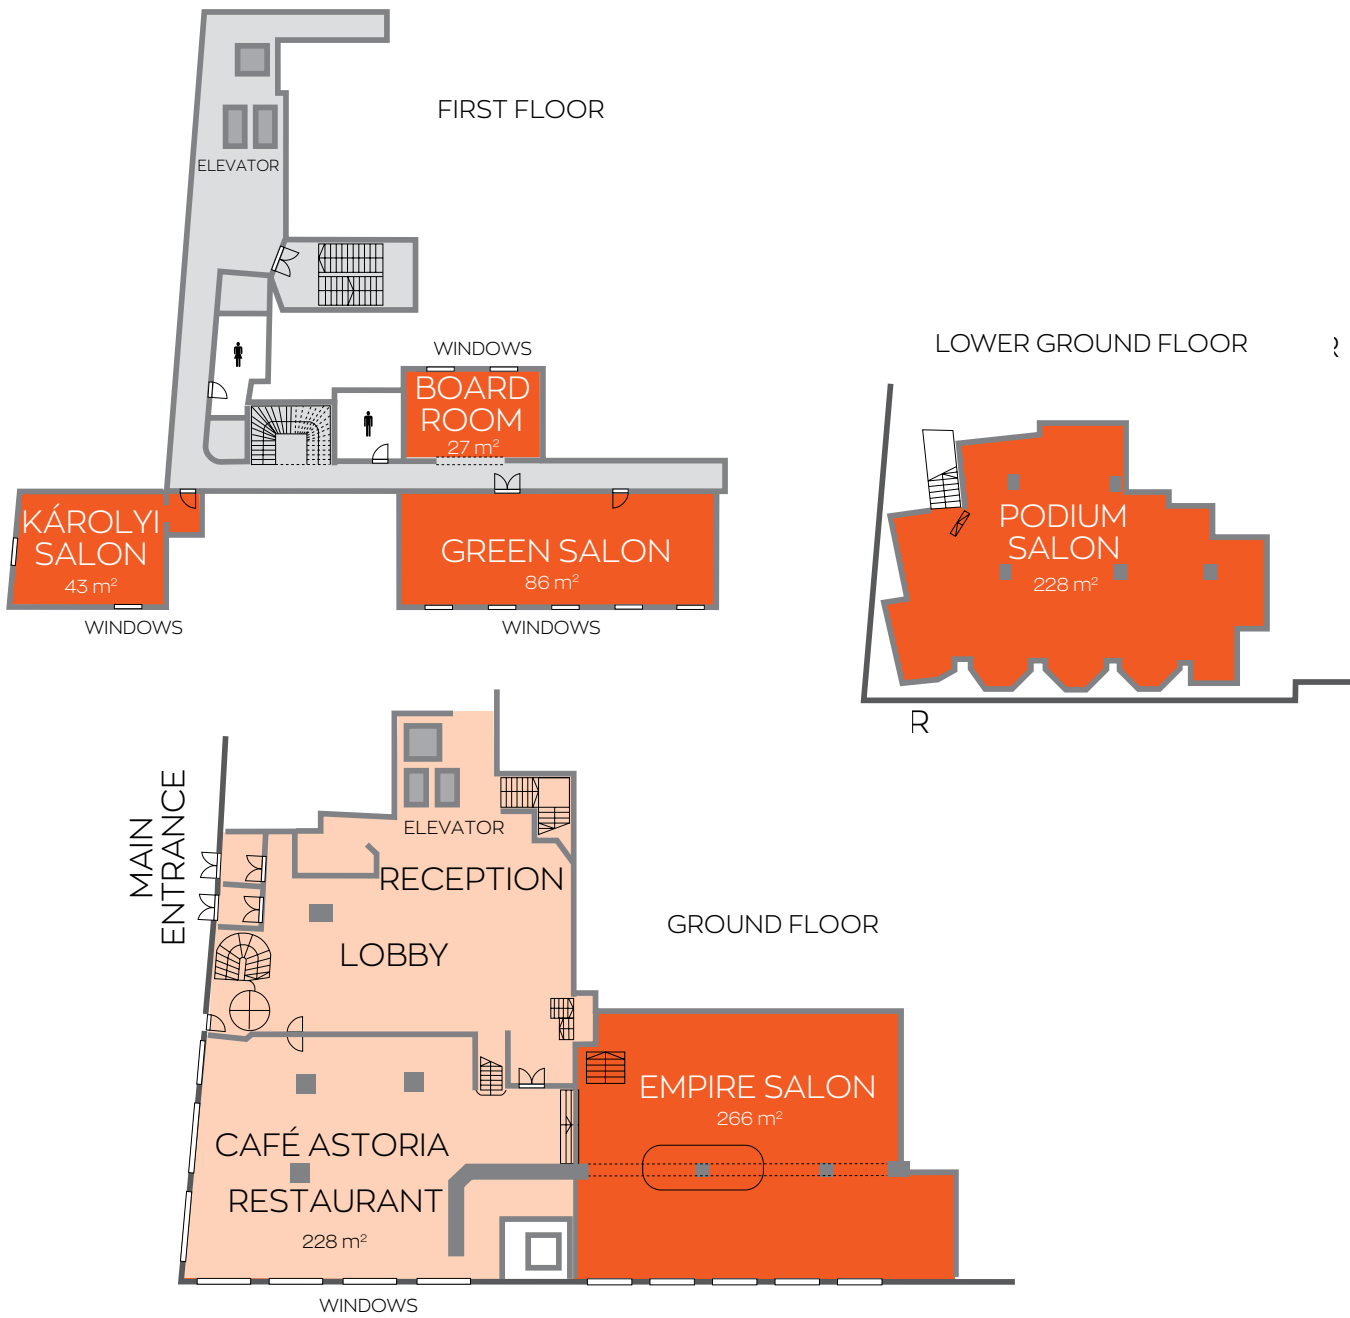 FIRST FLOOR
ELEVATOR
WINDOWS
BOARD
ROOM
27 m²
KÁROLYI
SALON
43 m²
WINDOWS
GREEN SALON
86 m²
WINDOWS
LOWER GROUND FLOOR
PODIUM
SALON
228 m²
R
MAIN
ENTRANCE
ELEVATOR
RECEPTION
LOBBY
GROUND FLOOR
EMPIRE SALON
266 m²
CAFÉ ASTORIA
RESTAURANT
228 m²
WINDOWS